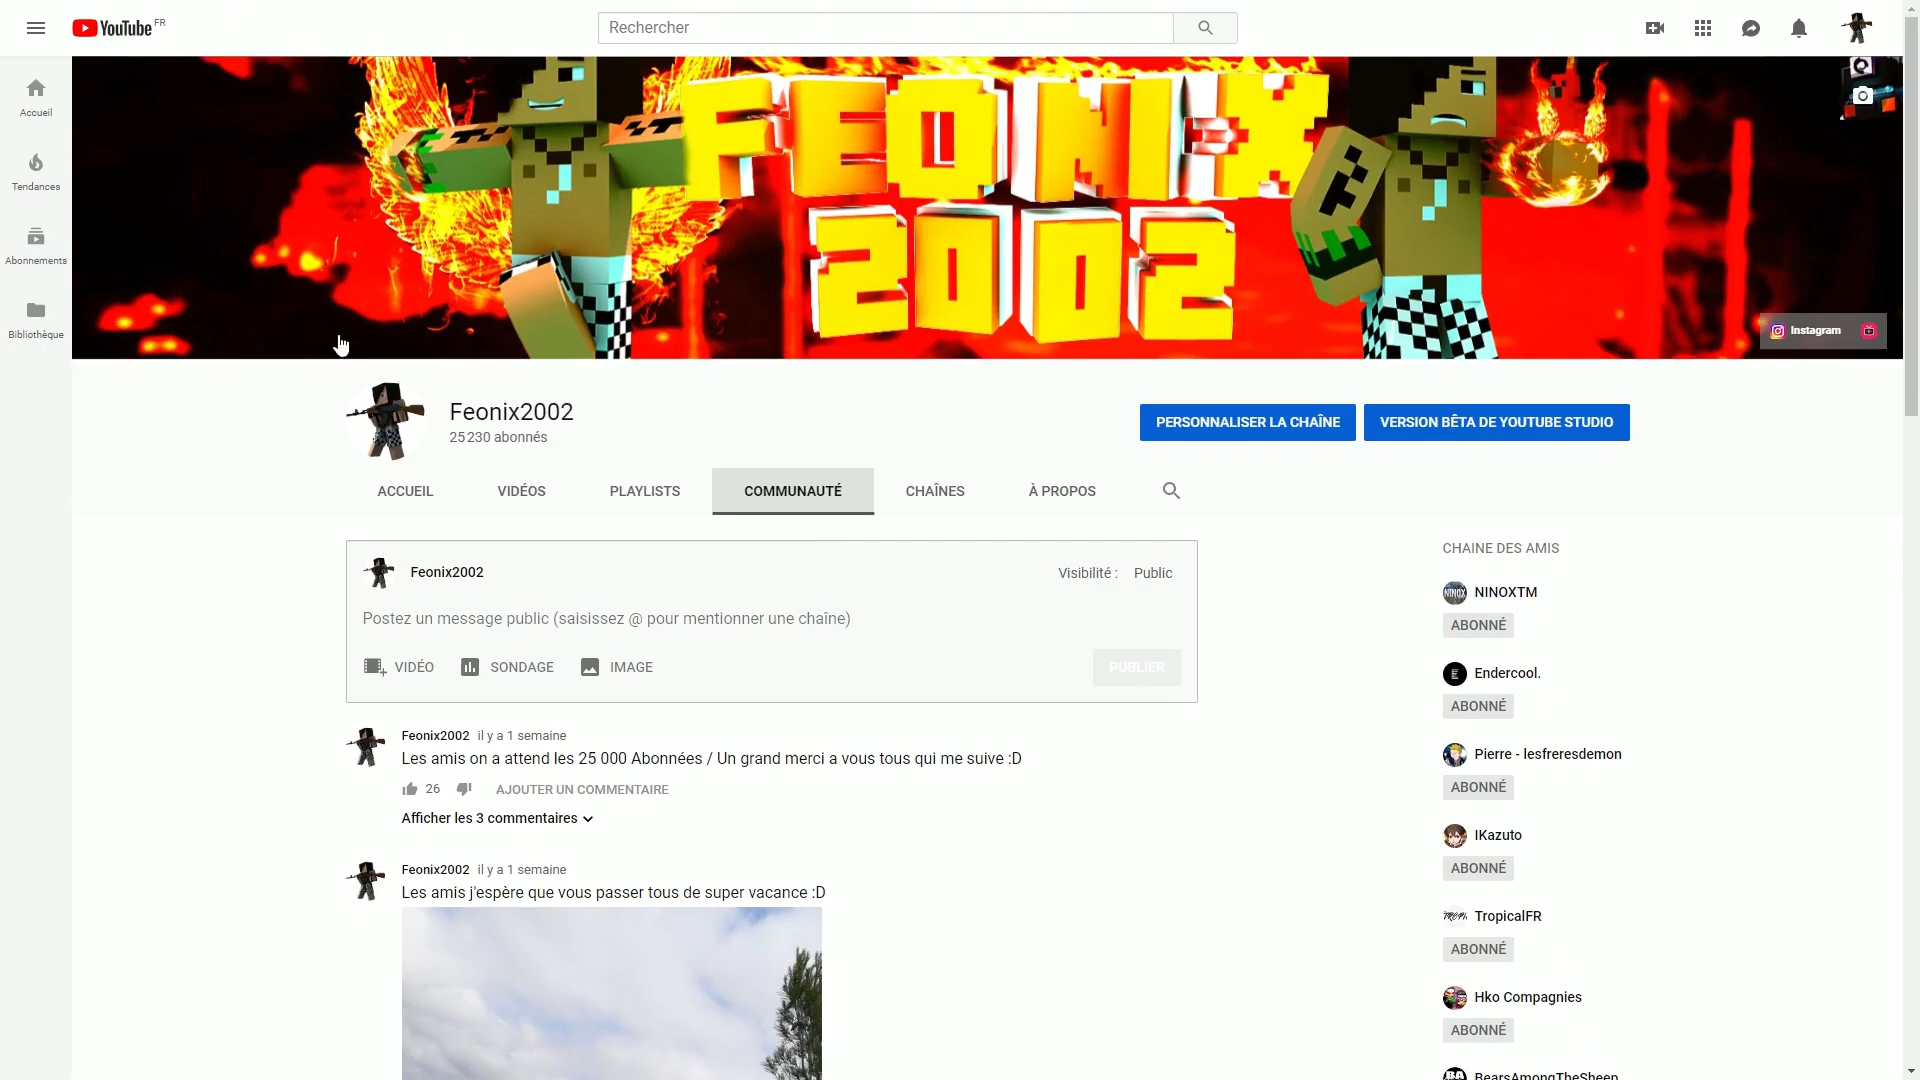 YouTube FR
Rechercher
Accueil
Tendances
Abonnements
Bibliothèque
FEONIX
2002
Instagram
Feonix2002
25 230 abonnés
PERSONNALISER LA CHAÎNE
VERSION BÊTA DE YOUTUBE STUDIO
ACCUEIL
VIDÉOS
PLAYLISTS
COMMUNAUTÉ
CHAÎNES
À PROPOS
Feonix2002
Visibilité : Public
Postez un message public (saisissez @ pour mentionner une chaîne)
VIDÉO
SONDAGE
IMAGE
PUBLIER
Feonix2002 il y a 1 semaine
Les amis on a attend les 25 000 Abonnées / Un grand merci a vous tous qui me suive :D
26
AJOUTER UN COMMENTAIRE
Afficher les 3 commentaires
Feonix2002 il y a 1 semaine
Les amis j'espère que vous passer tous de super vacance :D
CHAINE DES AMIS
NINOXTM
ABONNÉ
Endercool.
ABONNÉ
Pierre - lesfreresdemon
ABONNÉ
IKazuto
ABONNÉ
TropicalFR
ABONNÉ
Hko Compagnies
ABONNÉ
BearsAmongTheSheep